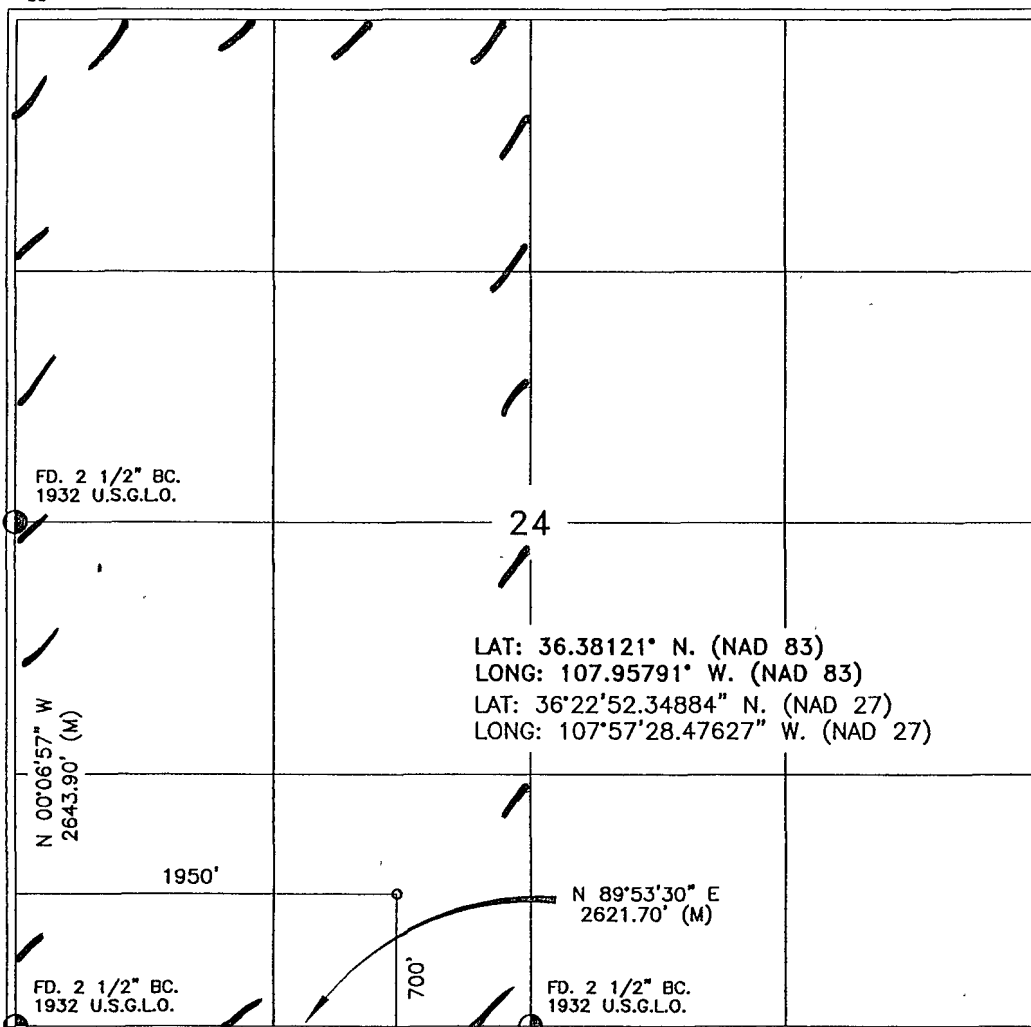 FD. 2 1/2" BC.
1932 U.S.G.L.O.
24
LAT: 36.38121° N. (NAD 83)
LONG: 107.95791° W. (NAD 83)
LAT: 36°22'52.34884" N. (NAD 27)
LONG: 107°57'28.47627" W. (NAD 27)
N 00°06'57" W
2643.90' (M)
1950'
N 89°53'30" E
2621.70' (M)
700'
FD. 2 1/2" BC.
1932 U.S.G.L.O.
FD. 2 1/2" BC.
1932 U.S.G.L.O.